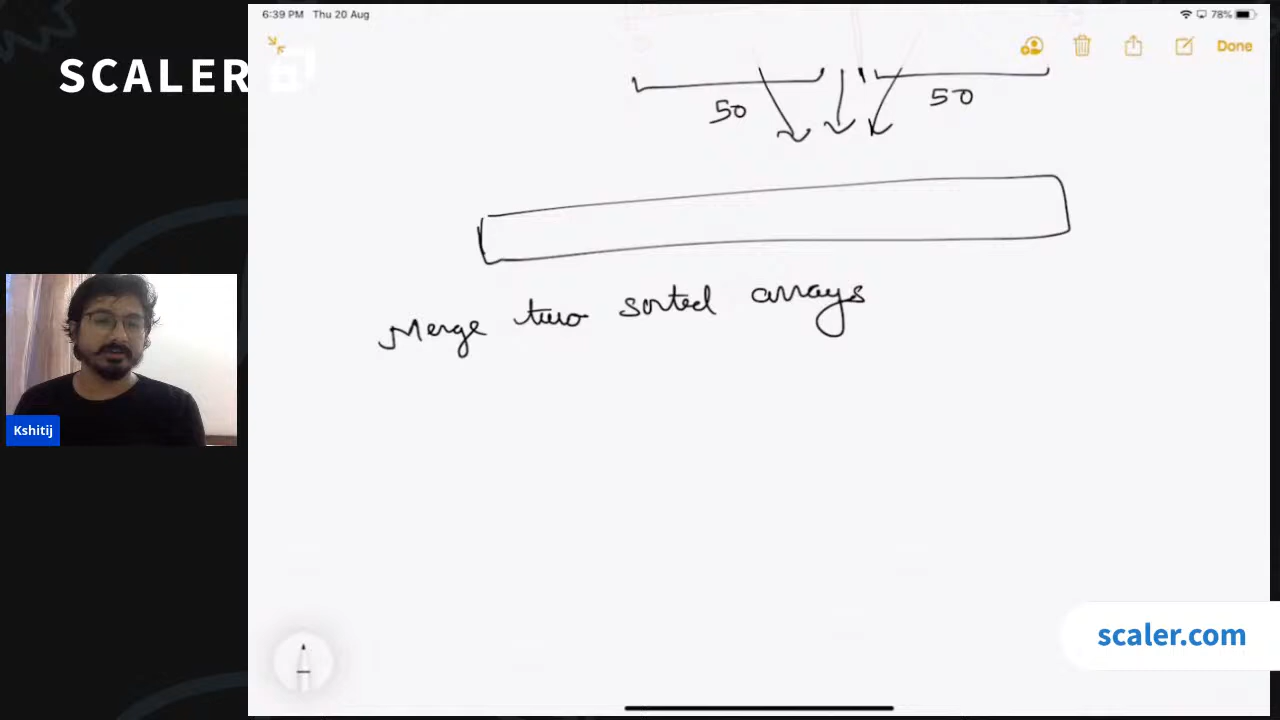 6:39 PM Thu 20 Aug
78%
SCALER
Done
50
50
Merge two sorted arrays
Kshitij
scaler.com